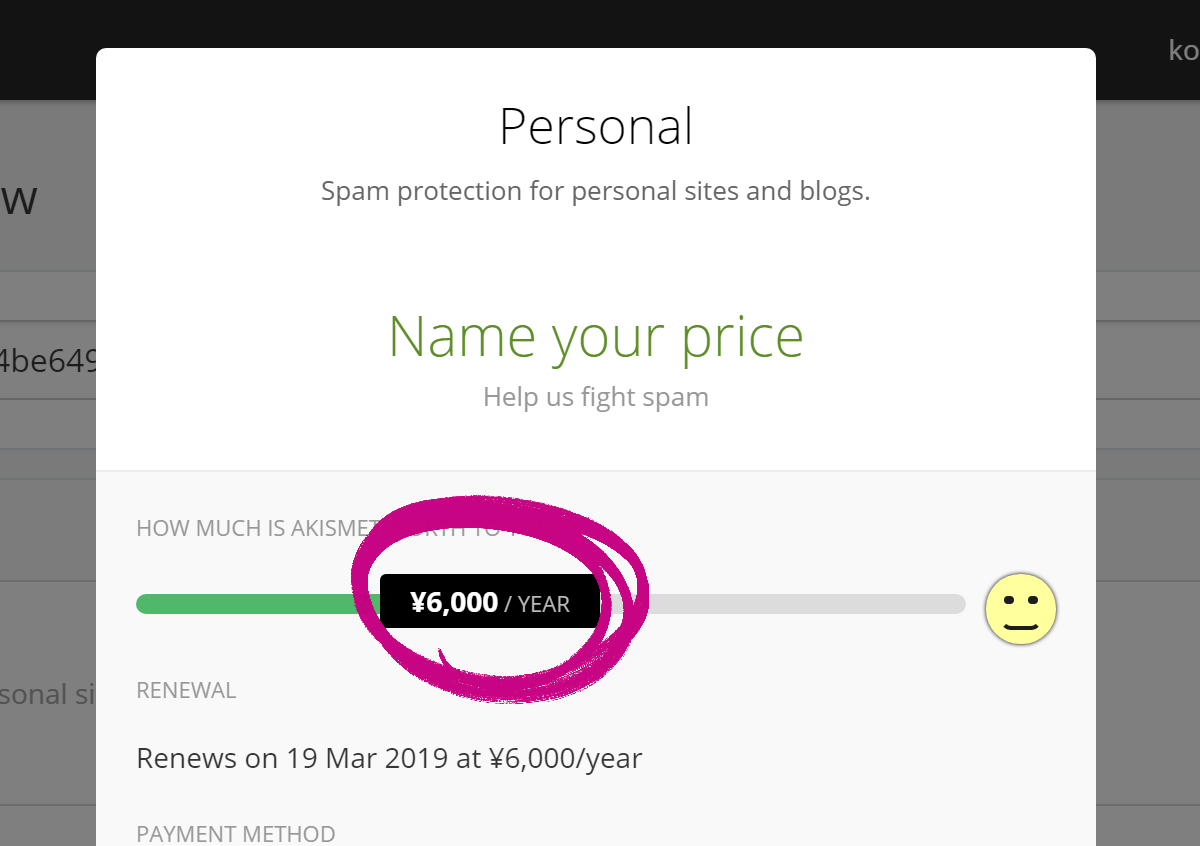 ko
Personal
Spam protection for personal sites and blogs.
w
Name your price
4be649
Help us fight spam
HOW MUCH IS AKISMET WORTH TO
¥6,000 / YEAR
RENEWAL
sonal si
Renews on 19 Mar 2019 at ¥6,000/year
PAYMENT METHOD